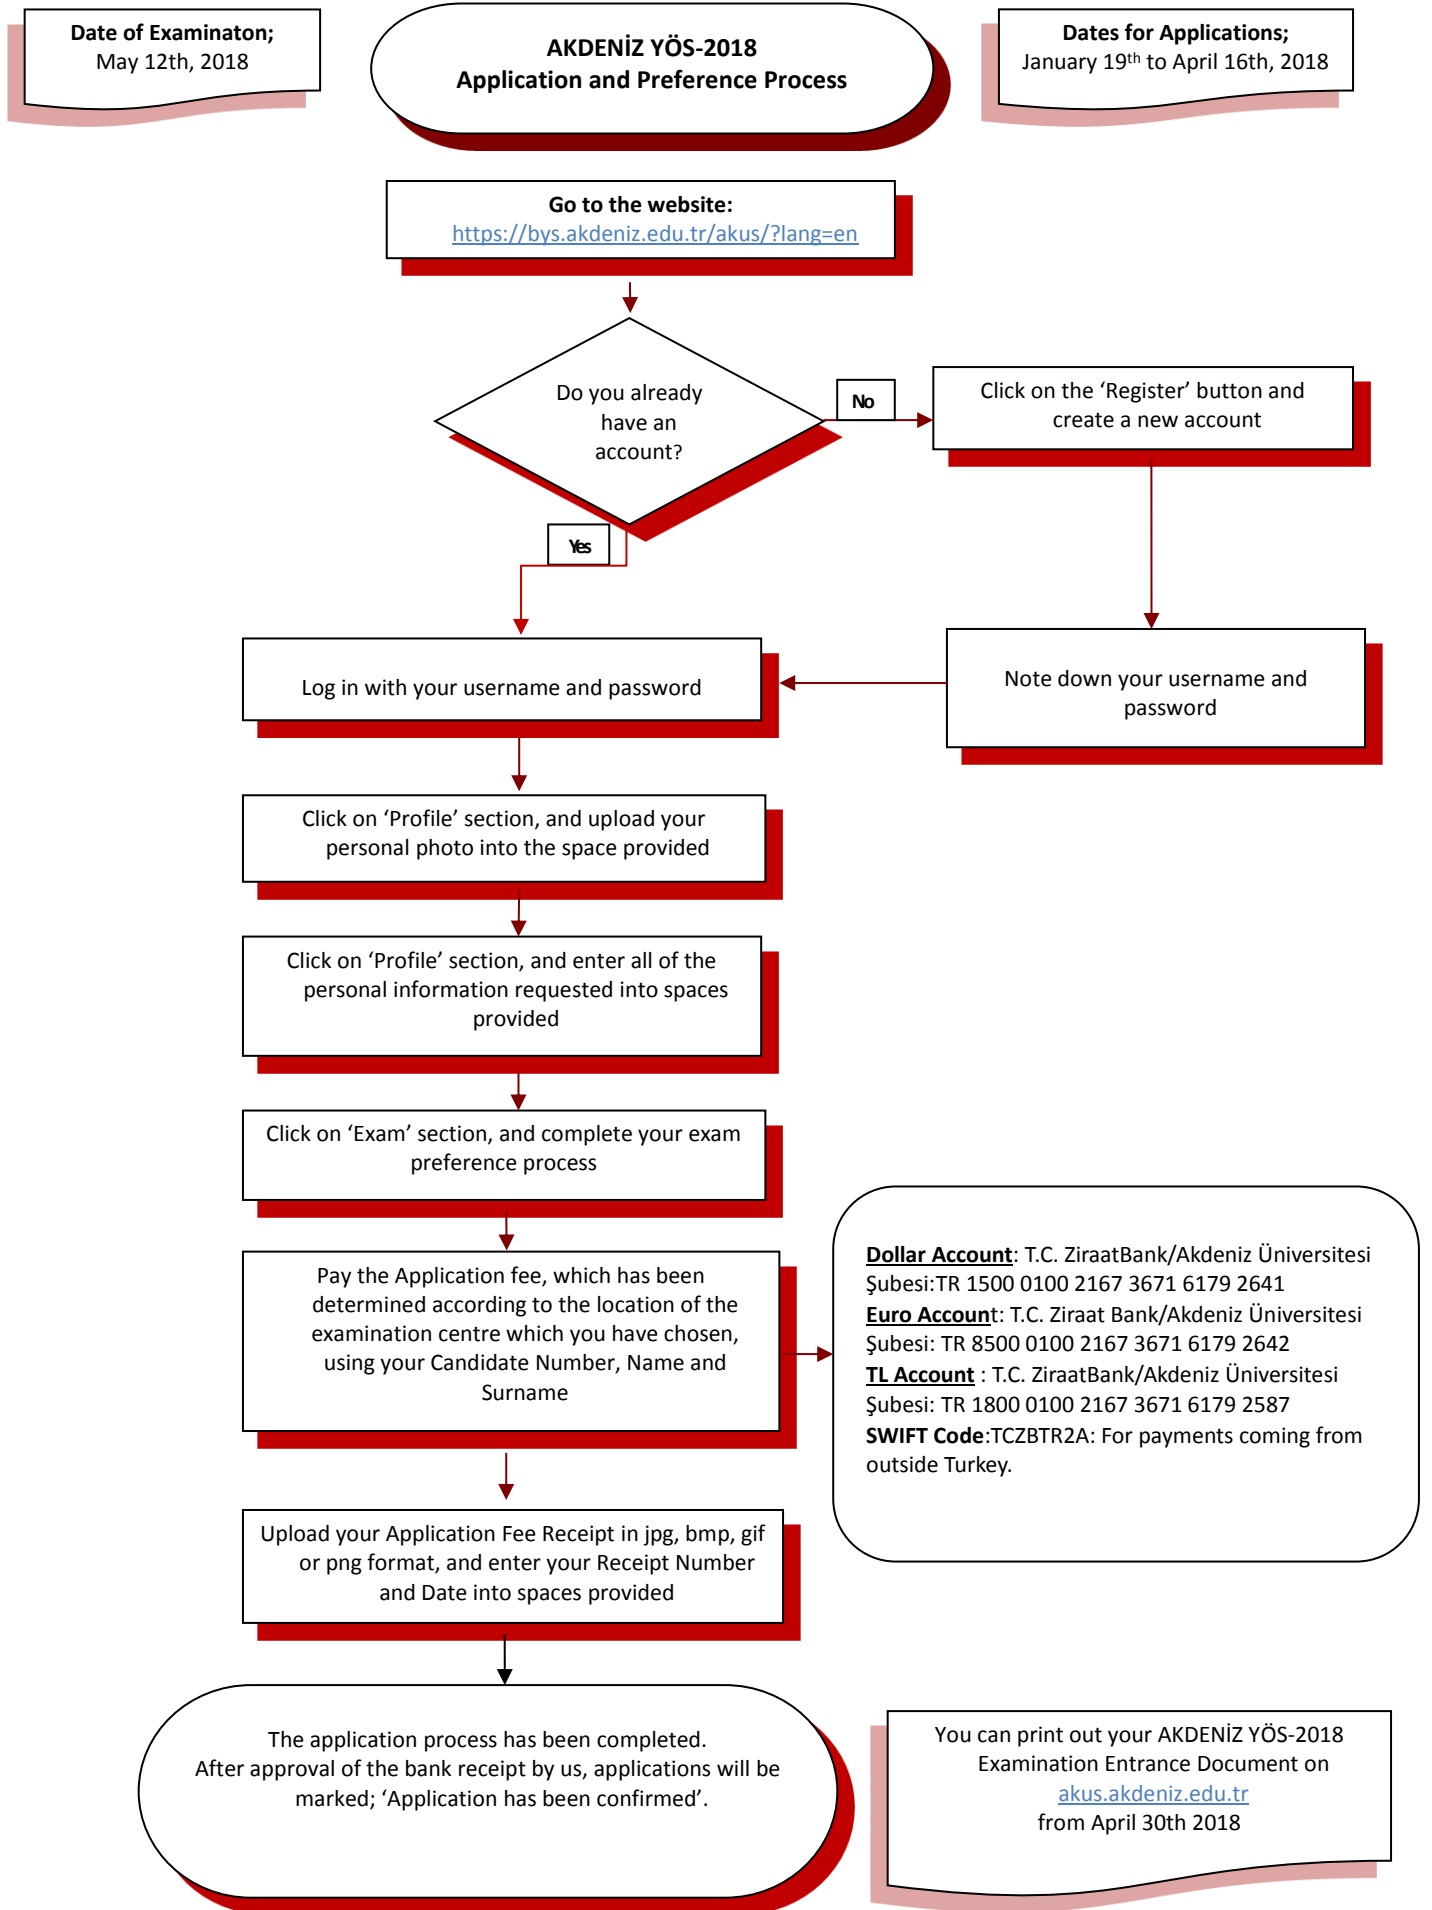 Date of Examinaton;
May 12th, 2018
AKDENİZ YÖS-2018
Application and Preference Process
Dates for Applications;
January 19th to April 16th, 2018
Go to the website:
https://bys.akdeniz.edu.tr/akus/?lang=en
Do you already
have an
account?
No
Click on the ‘Register’ button and
create a new account
Yes
Log in with your username and password
Note down your username and
password
Click on ‘Profile’ section, and upload your
personal photo into the space provided
Click on ‘Profile’ section, and enter all of the
personal information requested into spaces
provided
Click on ‘Exam’ section, and complete your exam
preference process
Pay the Application fee, which has been
determined according to the location of the
examination centre which you have chosen,
using your Candidate Number, Name and
Surname
Dollar Account: T.C. ZiraatBank/Akdeniz Üniversitesi
Şubesi:TR 1500 0100 2167 3671 6179 2641
Euro Account: T.C. Ziraat Bank/Akdeniz Üniversitesi
Şubesi: TR 8500 0100 2167 3671 6179 2642
TL Account : T.C. ZiraatBank/Akdeniz Üniversitesi
Şubesi: TR 1800 0100 2167 3671 6179 2587
SWIFT Code:TCZBTR2A: For payments coming from
outside Turkey.
Upload your Application Fee Receipt in jpg, bmp, gif
or png format, and enter your Receipt Number
and Date into spaces provided
The application process has been completed.
After approval of the bank receipt by us, applications will be
marked; ‘Application has been confirmed’.
You can print out your AKDENİZ YÖS-2018
Examination Entrance Document on
akus.akdeniz.edu.tr
from April 30th 2018